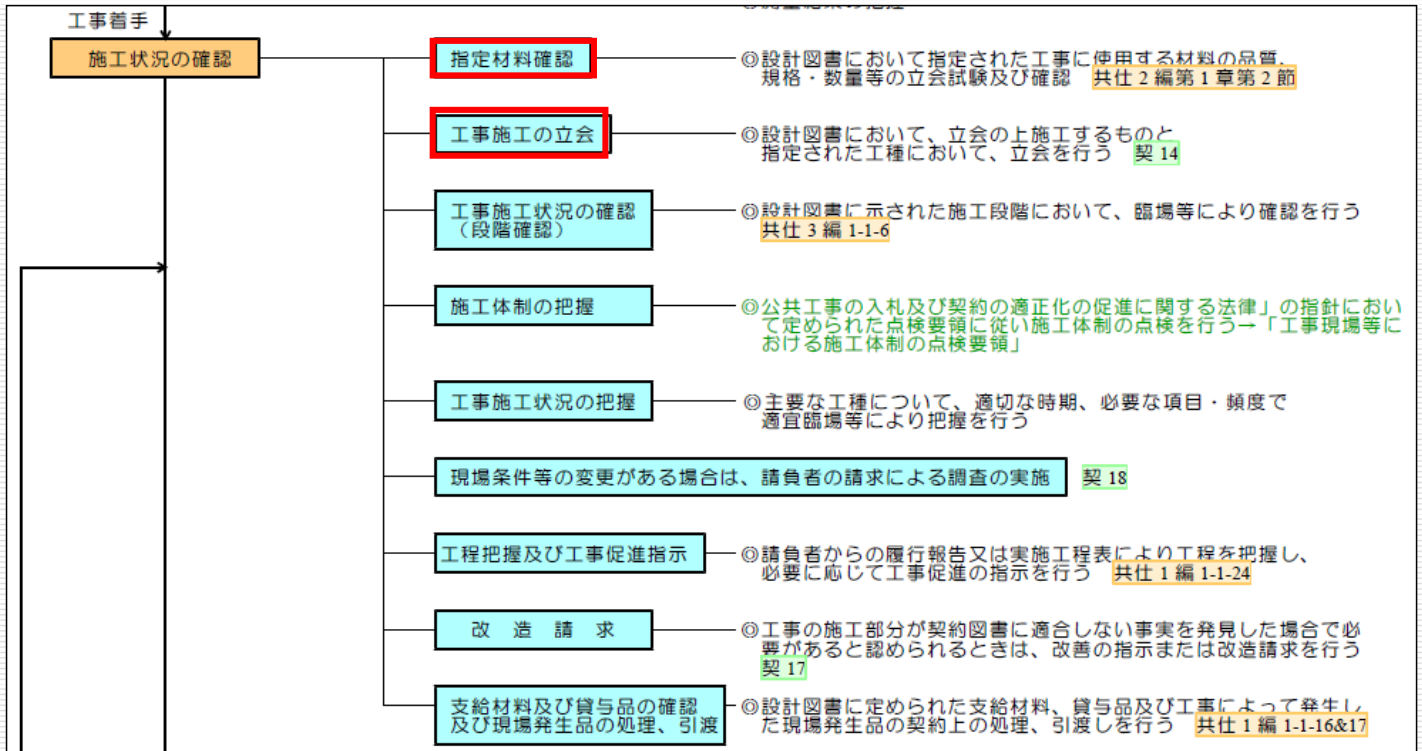 工事着手
施工状況の確認
指定材料確認
◎設計図書において指定された工事に使用する材料の品質、
規格・数量等の立会試験及び確認 共仕 2 編第 1 章第 2 節
工事施工の立会
◎設計図書において、立会の上施工するものと
指定された工種において、立会を行う 契 14
工事施工状況の確認
（段階確認）
◎設計図書に示された施工段階において、臨場等により確認を行う
共仕 3 編 1-1-6
施工体制の把握
◎公共工事の入札及び契約の適正化の促進に関する法律」の指針におい
て定められた点検要領に従い施工体制の点検を行う→「工事現場等に
おける施工体制の点検要領」
工事施工状況の把握
◎主要な工種について、適切な時期、必要な項目・頻度で
適宜臨場等により把握を行う
現場条件等の変更がある場合は、請負者の請求による調査の実施 契 18
工程把握及び工事促進指示
◎請負者からの履行報告又は実施工程表により工程を把握し、
必要に応じて工事促進の指示を行う 共仕 1 編 1-1-24
改 造 請 求
◎工事の施工部分が契約図書に適合しない事実を発見した場合で必
要があると認められるときは、改善の指示または改造請求を行う
契 17
支給材料及び貸与品の確認
及び現場発生品の処理、引渡
◎設計図書に定められた支給材料、貸与品及び工事によって発生し
た現場発生品の契約上の処理、引渡しを行う 共仕 1 編 1-1-16&17